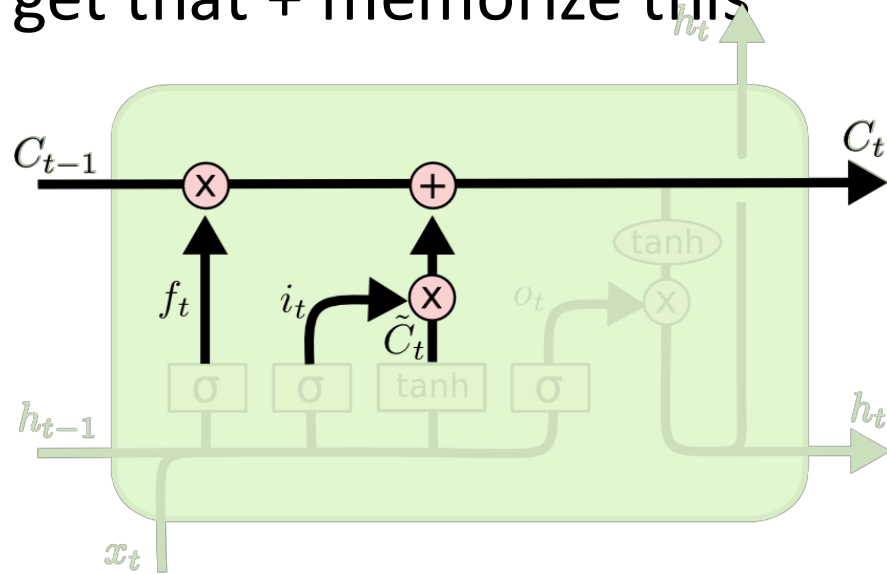 get that + memorize this
h_t
C_{t-1}
C_t
x
+
tanh
f_t
i_t
x
o_t
x
C̃_t
σ
σ
tanh
σ
h_{t-1}
h_t
x_t